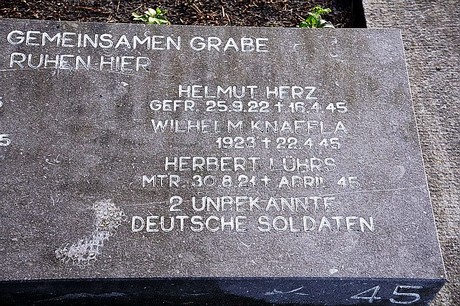 GEMEINSAMEN GRABE
RUHEN HIER
HELMUT HERZ
GEFR. 25.9.22 † 16.4.45
WILHELM KNAFFLA
1923 † 22.4.45
HERBERT LÜHRS
MTR. 30.8.21 † APRIL 45
2 UNBEKANNTE
DEUTSCHE SOLDATEN
45